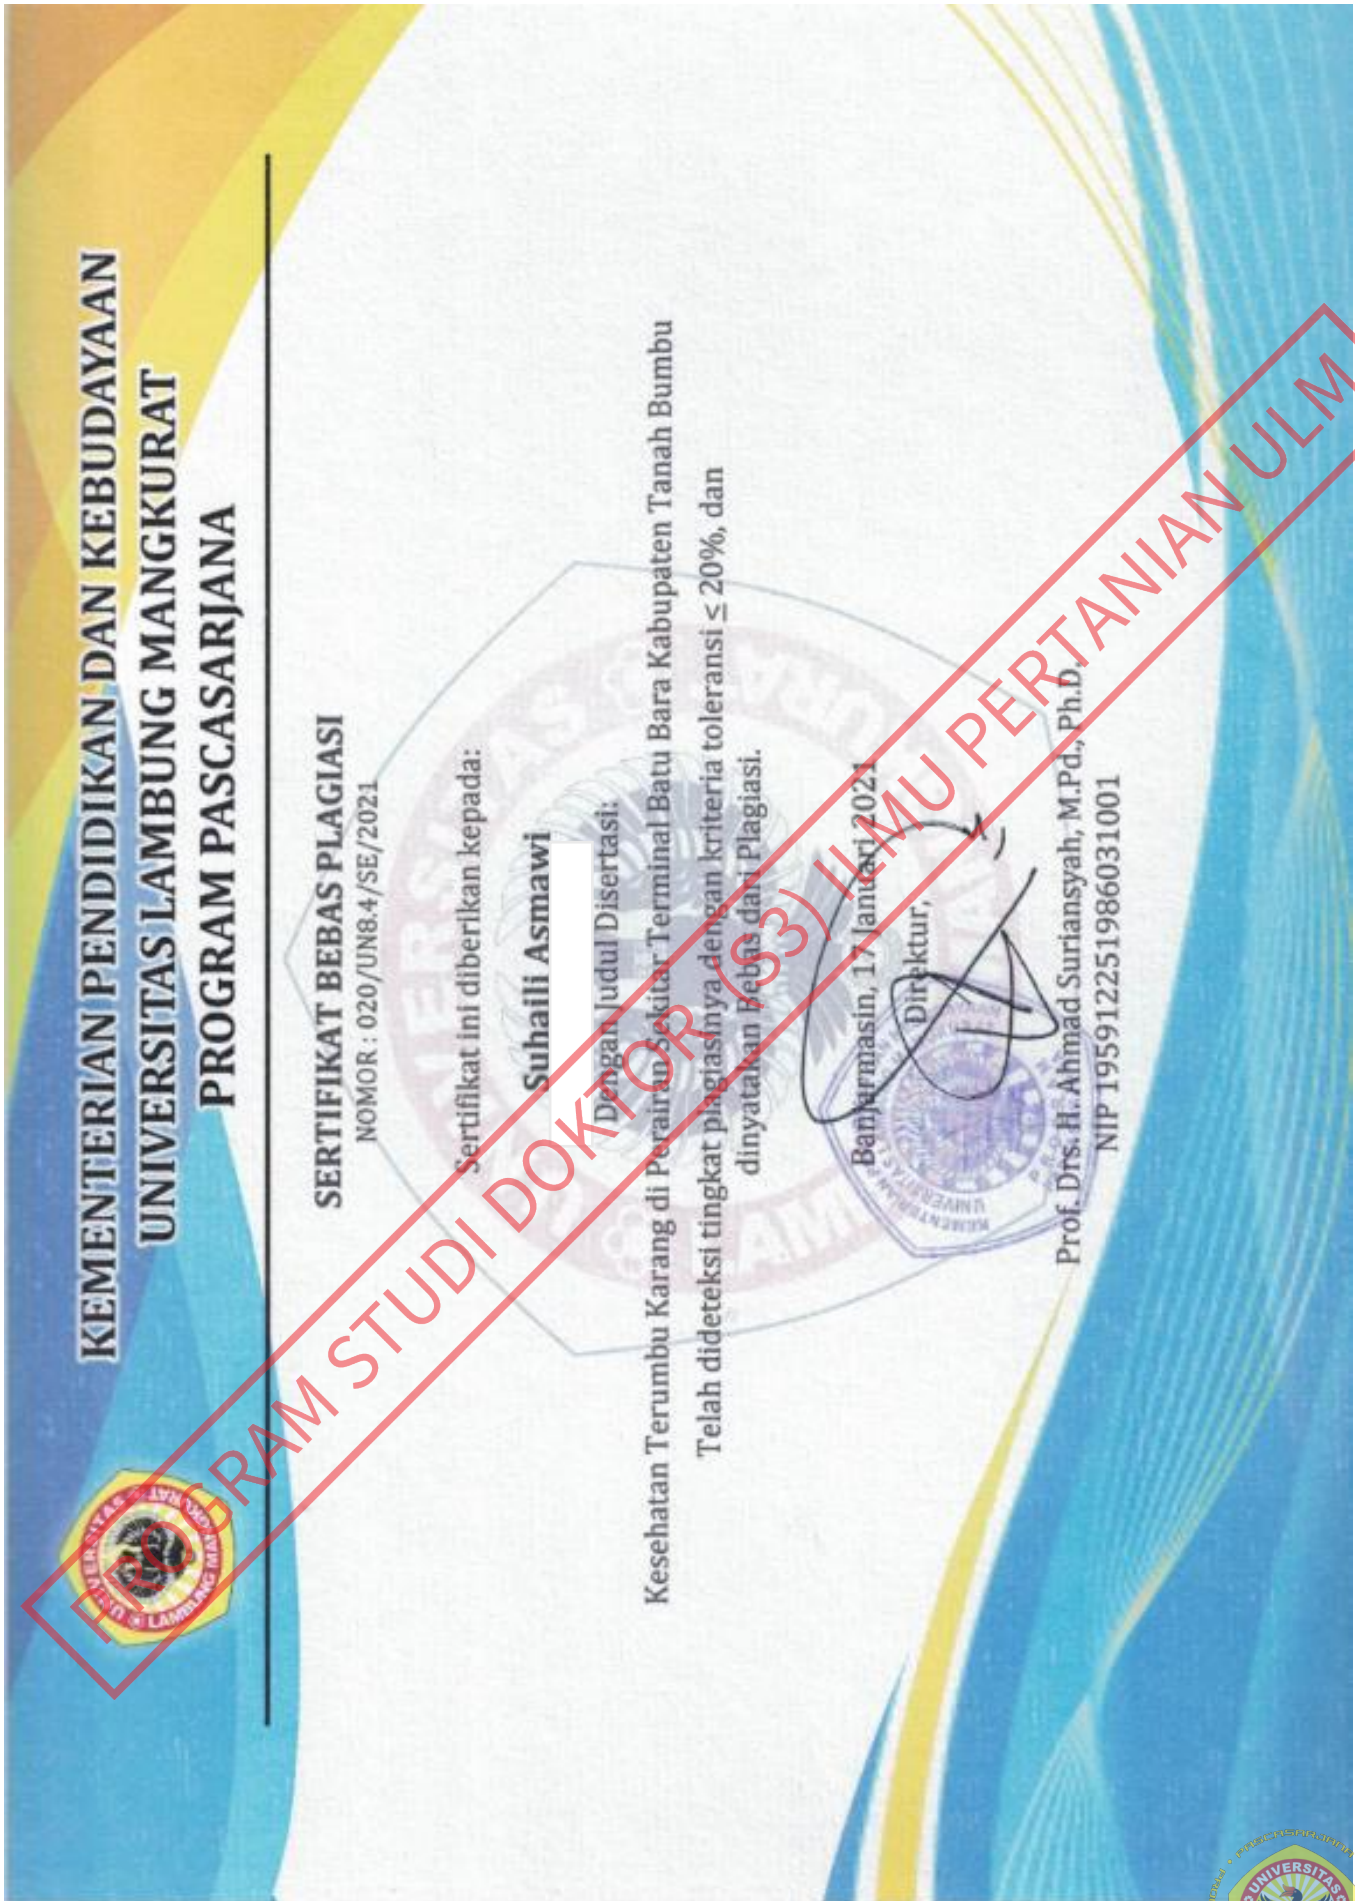 KEMENTERIAN PENDIDIKAN DAN KEBUDAYAAN
UNIVERSITAS LAMBUNG MANGKURAT
PROGRAM PASCASARJANA
UNIVERSITAS
LAMBUNG MANGKURAT
SERTIFIKAT BEBAS PLAGIASI
NOMOR : 020/UN8.4/SE/2021
Sertifikat ini diberikan kepada:
Suhaili Asmawi
Dengan Judul Disertasi:
Kesehatan Terumbu Karang di Perairan Sekitar Terminal Batu Bara Kabupaten Tanah Bumbu
Telah dideteksi tingkat plagiasinya dengan kriteria toleransi ≤ 20%, dan
dinyatakan Bebas dari Plagiasi.
Banjarmasin, 17 Januari 2021
Direktur,
Prof. Drs. H. Ahmad Suriansyah, M.Pd., Ph.D.
NIP 195912251986031001
PROGRAM STUDI DOKTOR (S3) ILMU PERTANIAN ULM